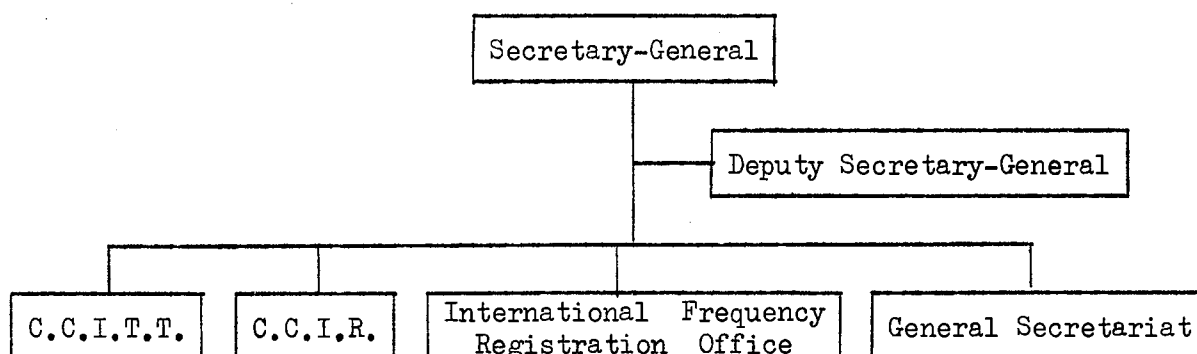 Secretary-General
Deputy Secretary-General
C.C.I.T.T.
C.C.I.R.
International Frequency
Registration Office
General Secretariat